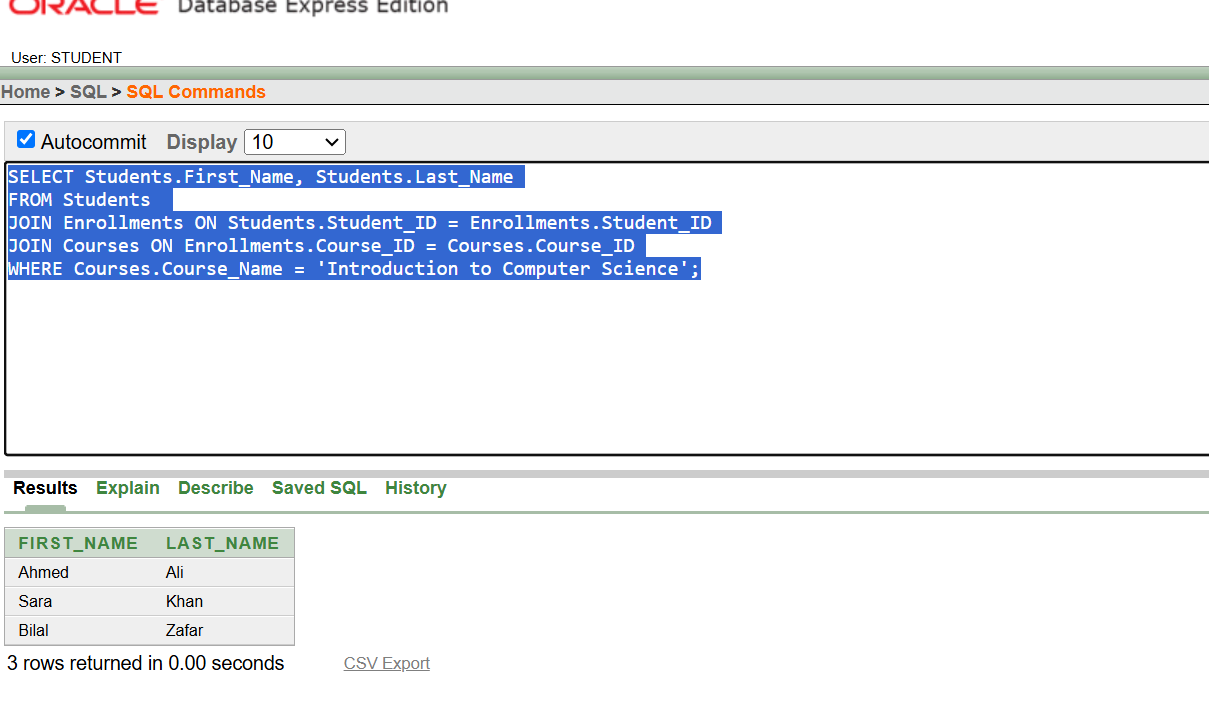 ORACLE Database Express Edition
User: STUDENT
Home > SQL > SQL Commands
Autocommit Display 10
SELECT Students.First_Name, Students.Last_Name
FROM Students
JOIN Enrollments ON Students.Student_ID = Enrollments.Student_ID
JOIN Courses ON Enrollments.Course_ID = Courses.Course_ID
WHERE Courses.Course_Name = 'Introduction to Computer Science';
Results Explain Describe Saved SQL History
FIRST_NAME LAST_NAME
Ahmed Ali
Sara Khan
Bilal Zafar
3 rows returned in 0.00 seconds CSV Export